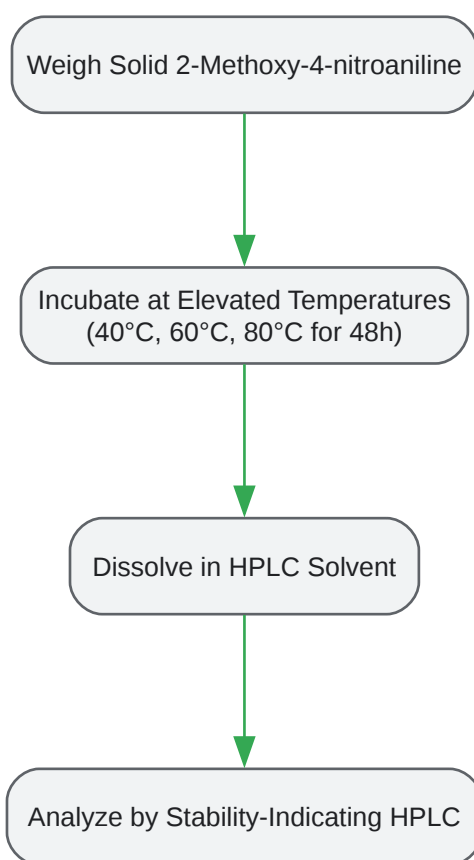 Weigh Solid 2-Methoxy-4-nitroaniline
Incubate at Elevated Temperatures
(40°C, 60°C, 80°C for 48h)
Dissolve in HPLC Solvent
Analyze by Stability-Indicating HPLC